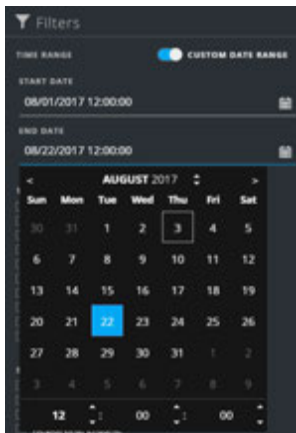 Filters
TIME RANGE CUSTOM DATE RANGE
START DATE
08/01/2017 12:00:00
END DATE
08/22/2017 12:00:00
< AUGUST 2017 >
Sun Mon Tue Wed Thu Fri Sat
30 31 1 2 3 4 5
6 7 8 9 10 11 12
13 14 15 16 17 18 19
20 21 22 23 24 25 26
27 28 29 30 31 1 2
3 4 5 6 7 8 9
12 : 00 : 00